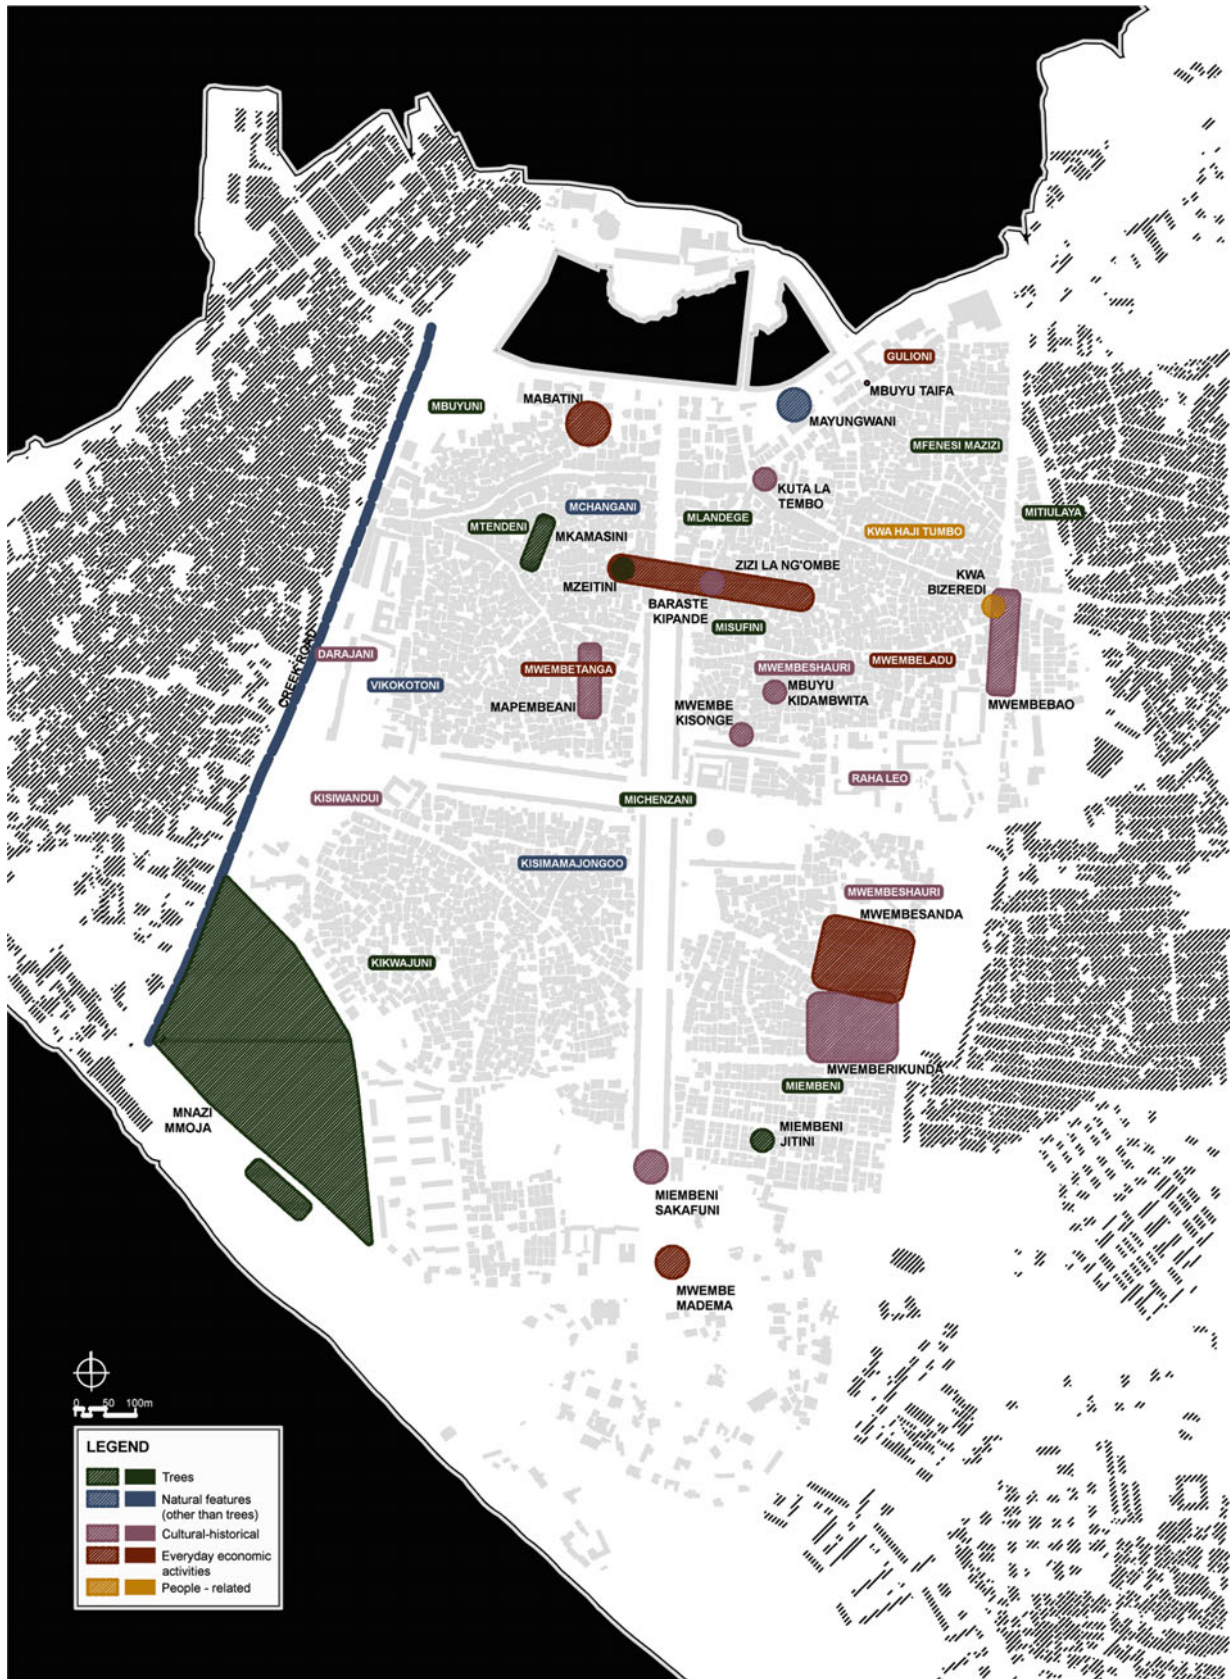 GULIONI
MBUYU TAIFA
MABATINI
MBUYUNI
MAYUNGWANI
MFENESI MAZIZI
KUTA LA
TEMBO
MCHANGANI
MLANDEGE
MITIULAYA
MTENDENI
MKAMASINI
KWA HAJI TUMBO
ZIZI LA NG'OMBE
MZEITINI
KWA
BIZEREDI
BARASTE
KIPANDE
MISUFINI
CREEK ROAD
DARAJANI
MWEMBETANGA
MWEMBESHAURI
MWEMBELADU
VIKOKOTONI
MBUYU
KIDAMBWITA
MAPEMBEANI
MWEMBE
KISONGE
MWEMBEBAO
RAHA LEO
KISIWANDUI
MICHENZANI
KISIMAMAJONGOO
MWEMBESHAURI
MWEMBESANDA
KIKWAJUNI
MWEMBERIKUNDA
MIEMBENI
MNAZI
MMOJA
MIEMBENI
JITINI
MIEMBENI
SAKAFUNI
MWEMBE
MADEMA
0 50 100m
LEGEND
Trees
Natural features
(other than trees)
Cultural-historical
Everyday economic
activities
People - related